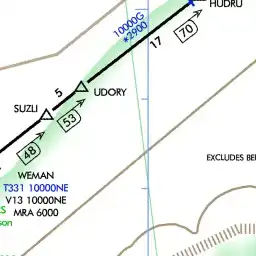 HUDRU
10000G
*2900
17
70
5
UDORY
SUZLI
53
48
WEMAN
T331 10000NE
V13 10000NE
MRA 6000
son
EXCLUDES BE